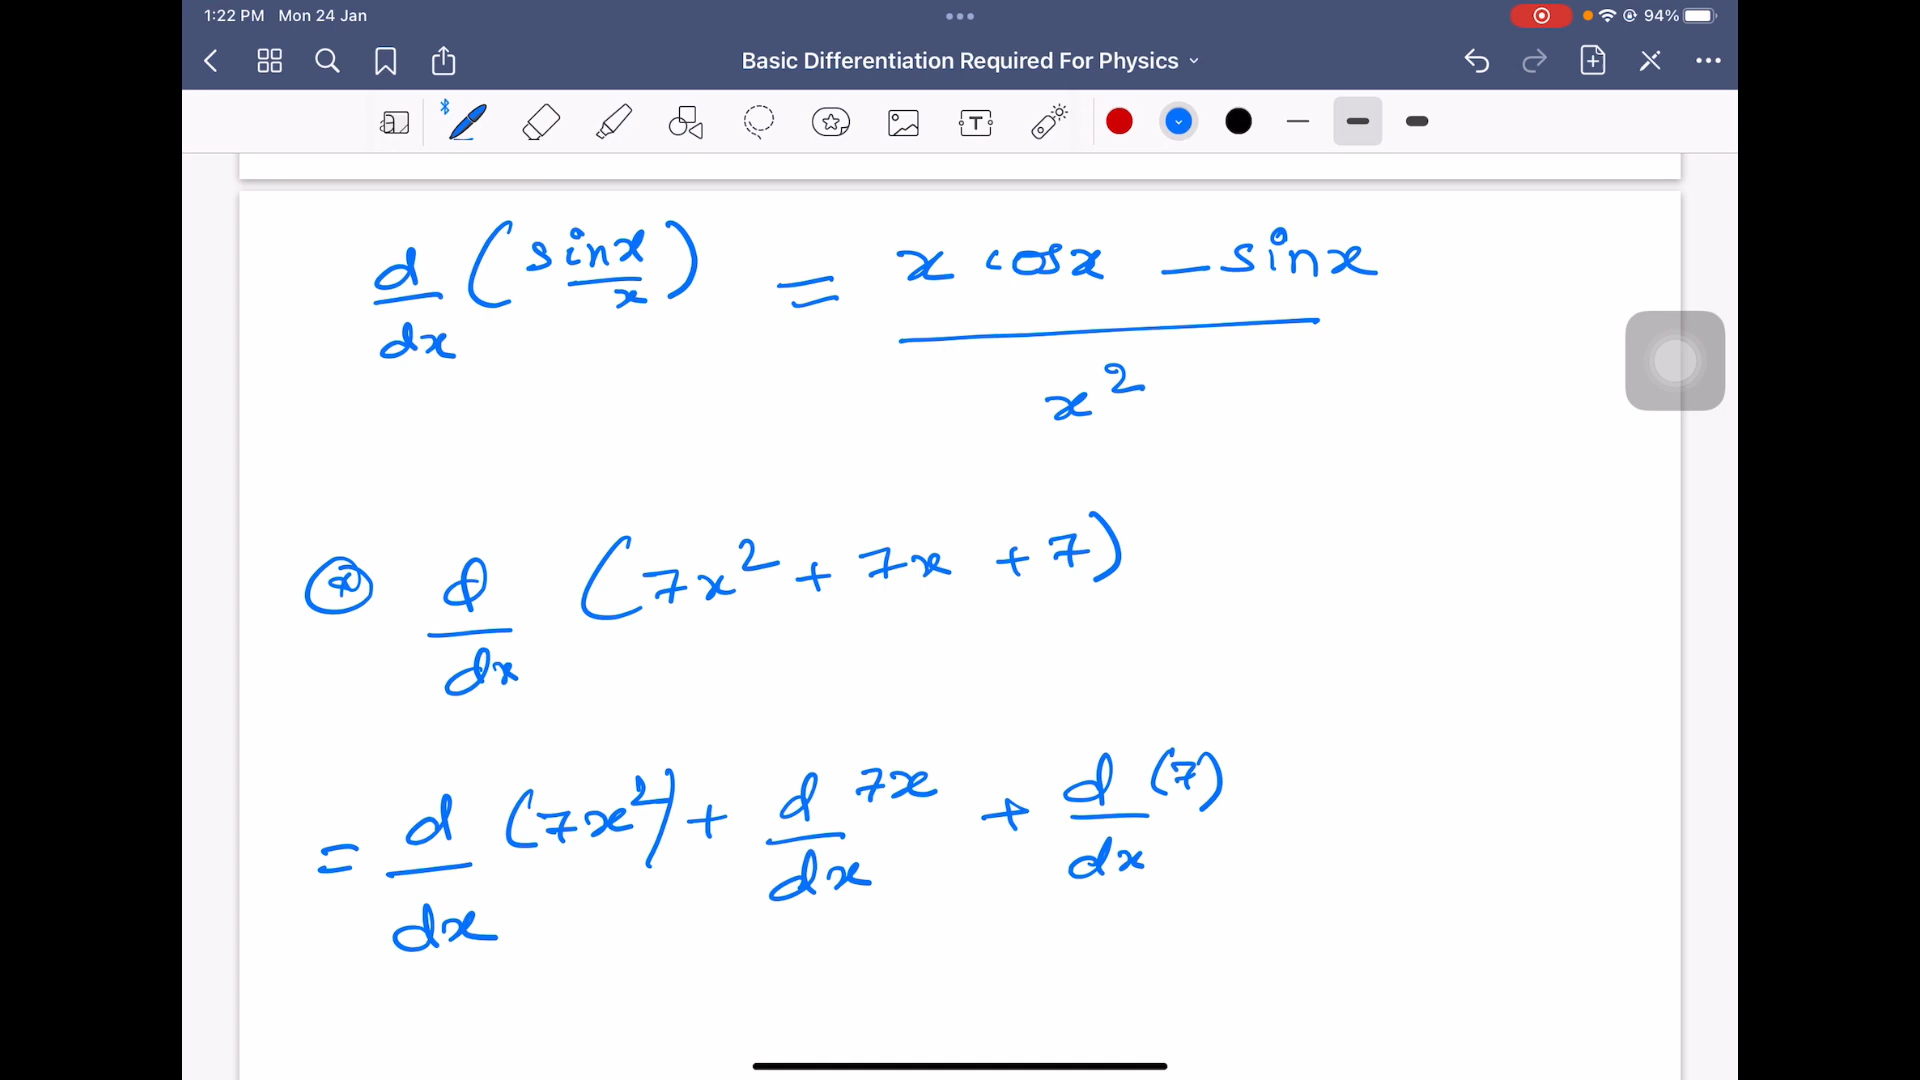 1:22 PM Mon 24 Jan 94%
Basic Differentiation Required For Physics
d/dx (sinx/x) = x cosx – sinx / x²
d/dx (7x² + 7x + 7)
= d/dx (7x²) + d/dx 7x + d/dx (7)